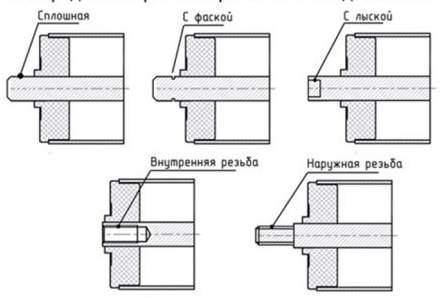 Сплошная
С фаской
С лыской
Внутренняя резьба
Наружная резьба